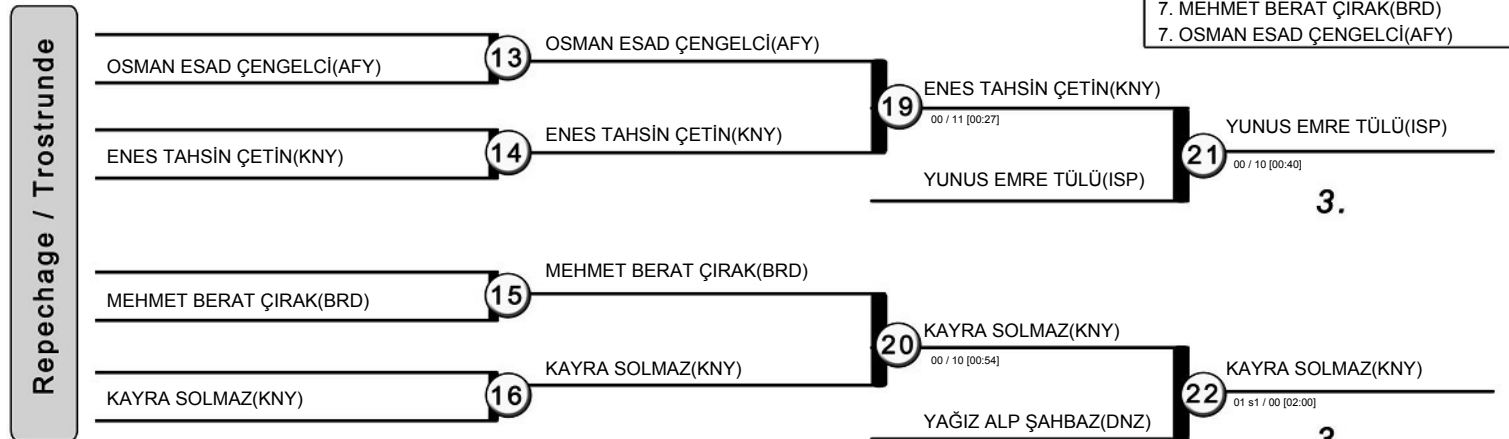 7. MEHMET BERAT ÇIRAK(BRD)
7. OSMAN ESAD ÇENGELCİ(AFY)
Repechage / Trostrunde
OSMAN ESAD ÇENGELCİ(AFY)
13
OSMAN ESAD ÇENGELCİ(AFY)
ENES TAHSİN ÇETİN(KNY)
14
ENES TAHSİN ÇETİN(KNY)
19
ENES TAHSİN ÇETİN(KNY)
00 / 11 [00:27]
YUNUS EMRE TÜLÜ(ISP)
21
YUNUS EMRE TÜLÜ(ISP)
00 / 10 [00:40]
3.
MEHMET BERAT ÇIRAK(BRD)
15
MEHMET BERAT ÇIRAK(BRD)
KAYRA SOLMAZ(KNY)
16
KAYRA SOLMAZ(KNY)
20
KAYRA SOLMAZ(KNY)
00 / 10 [00:54]
YAĞIZ ALP ŞAHBAZ(DNZ)
22
KAYRA SOLMAZ(KNY)
01 s1 / 00 [02:00]